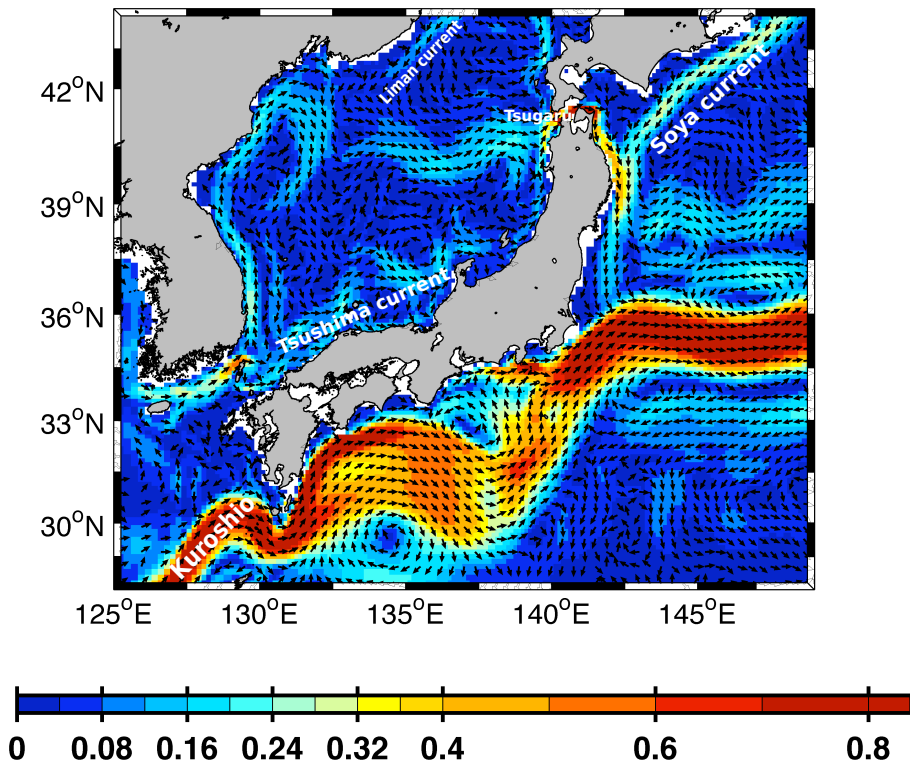 Liman current
42°N
Tsugaru
Soya current
39°N
Tsushima current
36°N
33°N
30°N
Kuroshio
125°E 130°E 135°E 140°E 145°E
0 0.08 0.16 0.24 0.32 0.4 0.6 0.8